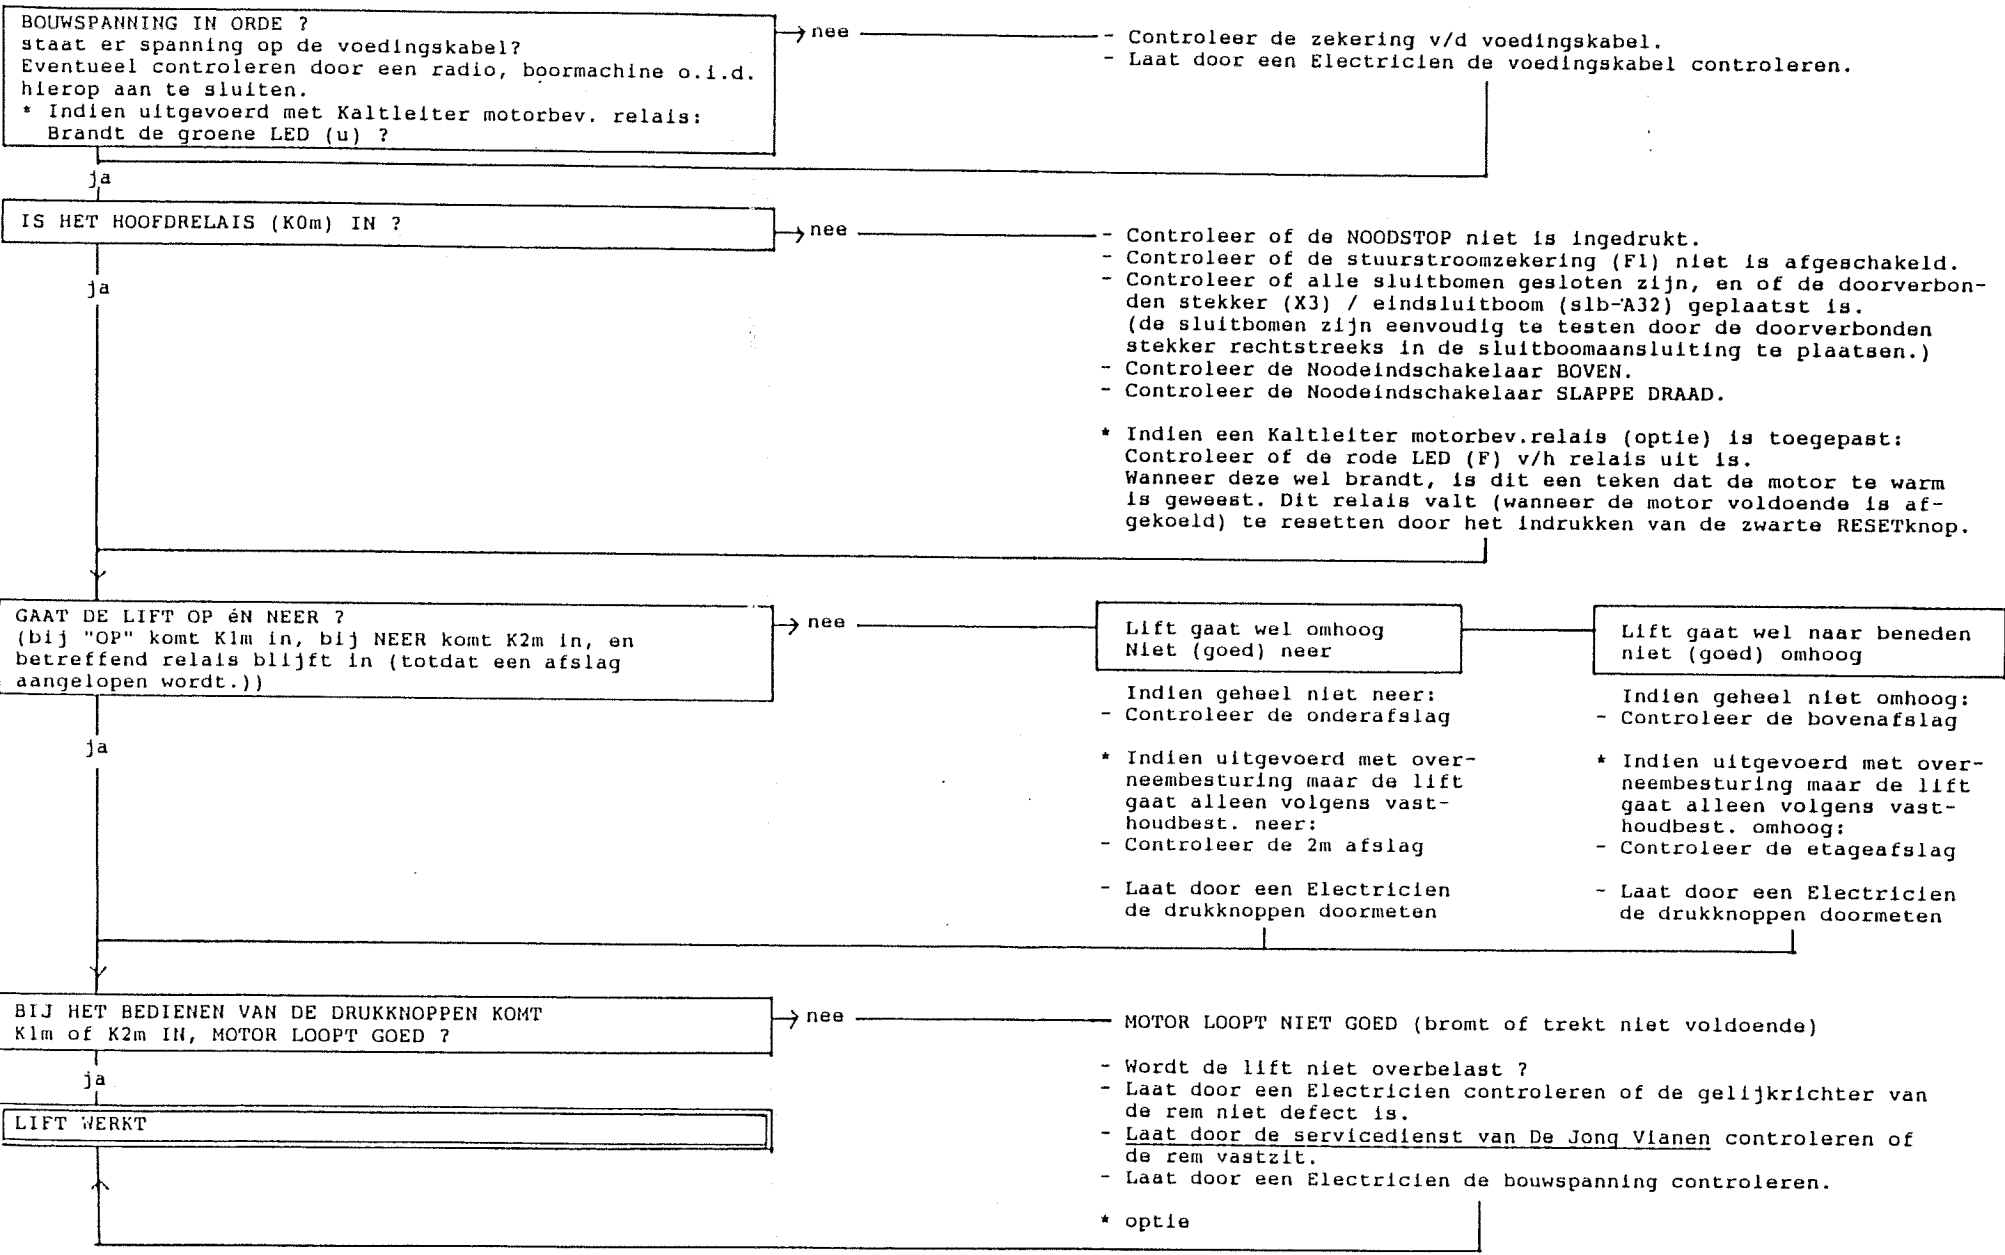 BOUWSPANNING IN ORDE ?
staat er spanning op de voedingskabel?
Eventueel controleren door een radio, boormachine o.i.d.
hierop aan te sluiten.
* Indien uitgevoerd met Kaltleiter motorbev. relais:
Brandt de groene LED (u) ?
nee
- Controleer de zekering v/d voedingskabel.
- Laat door een Electricien de voedingskabel controleren.
ja
IS HET HOOFDRELAIS (K0m) IN ?
nee
- Controleer of de NOODSTOP niet is ingedrukt.
- Controleer of de stuurstroomzekering (F1) niet is afgeschakeld.
- Controleer of alle sluitbomen gesloten zijn, en of de doorverbon-
den stekker (X3) / eindsluitboom (slb-A32) geplaatst is.
(de sluitbomen zijn eenvoudig te testen door de doorverbonden
stekker rechtstreeks in de sluitboomaansluiting te plaatsen.)
- Controleer de Noodeindschakelaar BOVEN.
- Controleer de Noodeindschakelaar SLAPPE DRAAD.
* Indien een Kaltleiter motorbev.relais (optie) is toegepast:
Controleer of de rode LED (F) v/h relais uit is.
Wanneer deze wel brandt, is dit een teken dat de motor te warm
is geweest. Dit relais valt (wanneer de motor voldoende is af-
gekoeld) te resetten door het indrukken van de zwarte RESETknop.
ja
GAAT DE LIFT OP éN NEER ?
(bij "OP" komt K1m in, bij NEER komt K2m in, en
betreffend relais blijft in (totdat een afslag
aangelopen wordt.))
nee
Lift gaat wel omhoog
Niet (goed) neer
Indien geheel niet neer:
- Controleer de onderafslag
* Indien uitgevoerd met over-
neembesturing maar de lift
gaat alleen volgens vast-
houdbest. neer:
- Controleer de 2m afslag
- Laat door een Electricien
de drukknoppen doormeten
Lift gaat wel naar beneden
niet (goed) omhoog
Indien geheel niet omhoog:
- Controleer de bovenafslag
* Indien uitgevoerd met over-
neembesturing maar de lift
gaat alleen volgens vast-
houdbest. omhoog:
- Controleer de etageafslag
- Laat door een Electricien
de drukknoppen doormeten
ja
BIJ HET BEDIENEN VAN DE DRUKKNOPPEN KOMT
K1m of K2m IN, MOTOR LOOPT GOED ?
nee
MOTOR LOOPT NIET GOED (bromt of trekt niet voldoende)
- Wordt de lift niet overbelast ?
- Laat door een Electricien controleren of de gelijkrichter van
de rem niet defect is.
- Laat door de servicedienst van De Jong Vianen controleren of
de rem vastzit.
- Laat door een Electricien de bouwspanning controleren.
* optie
ja
LIFT WERKT